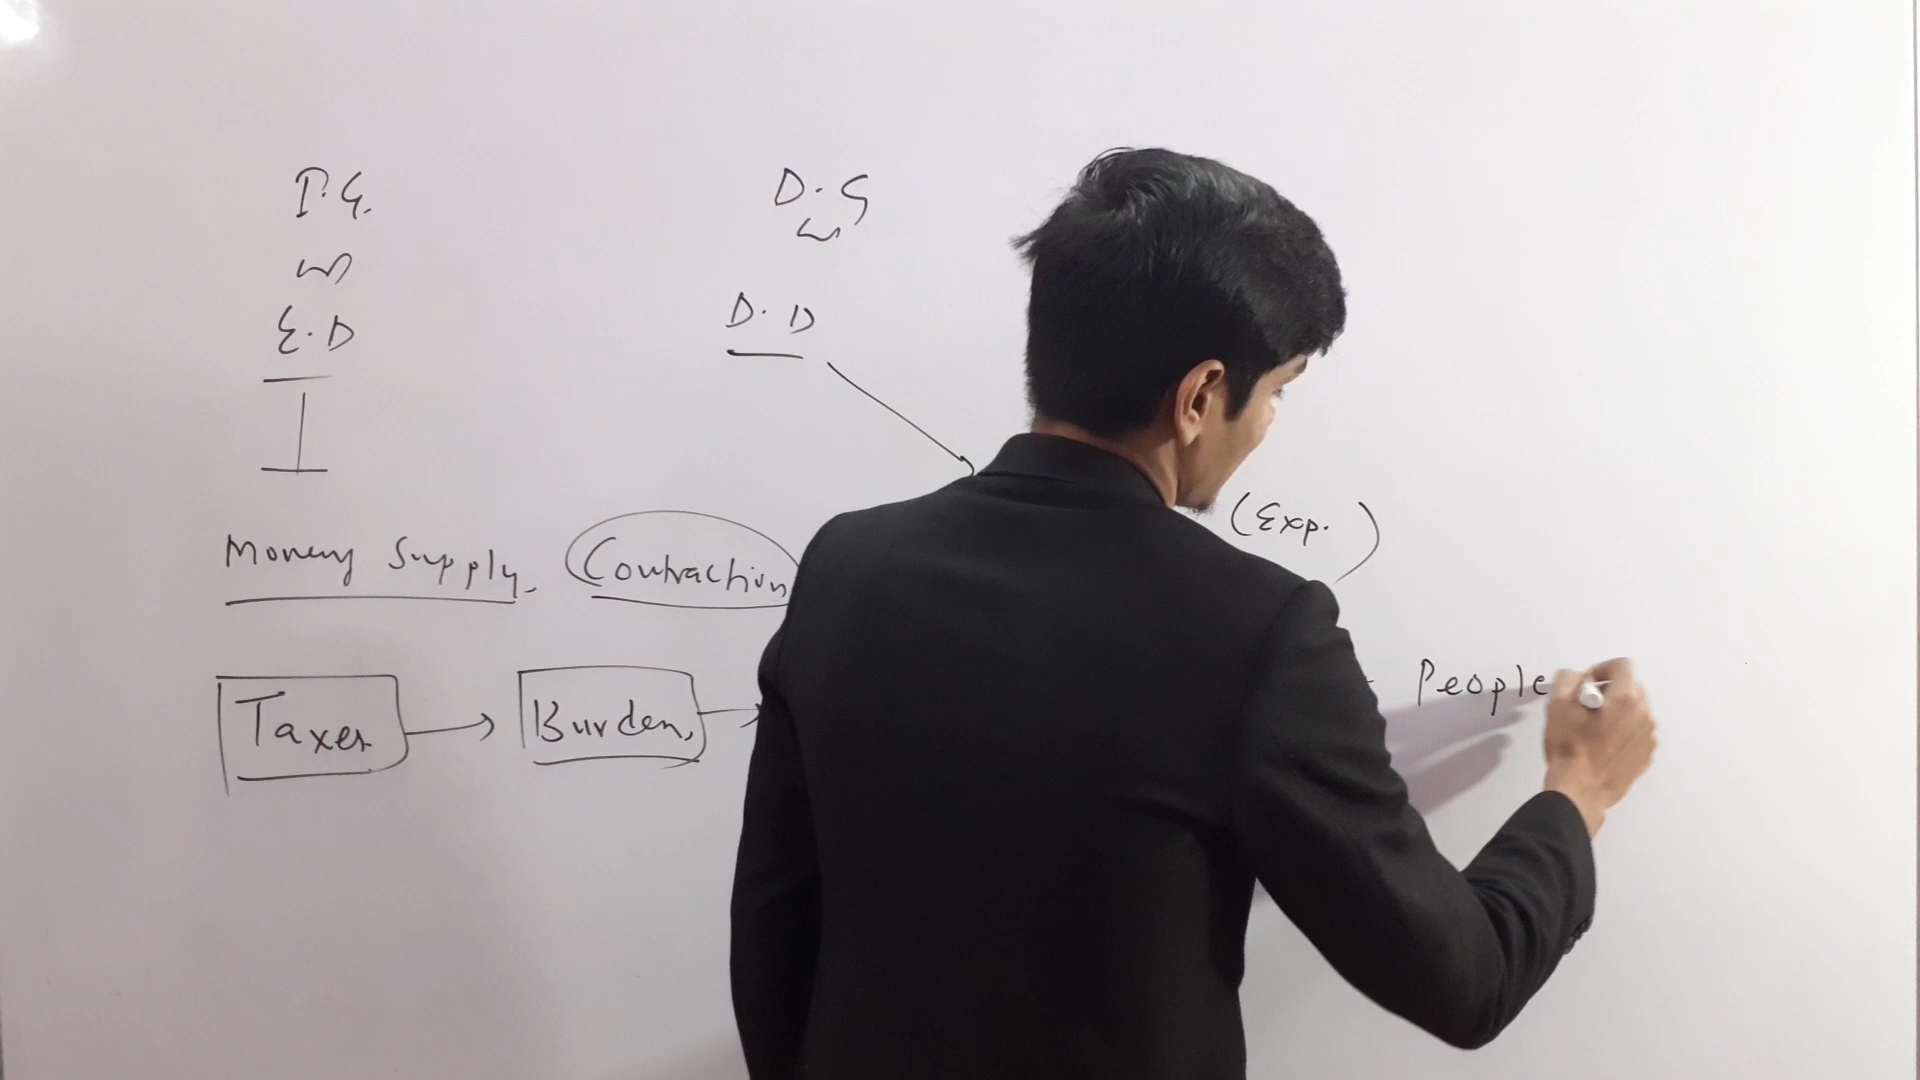 I.G.
D.G
E.D
D.D
(Exp.)
Money Supply. Contraction
People
Taxes → Burden, →